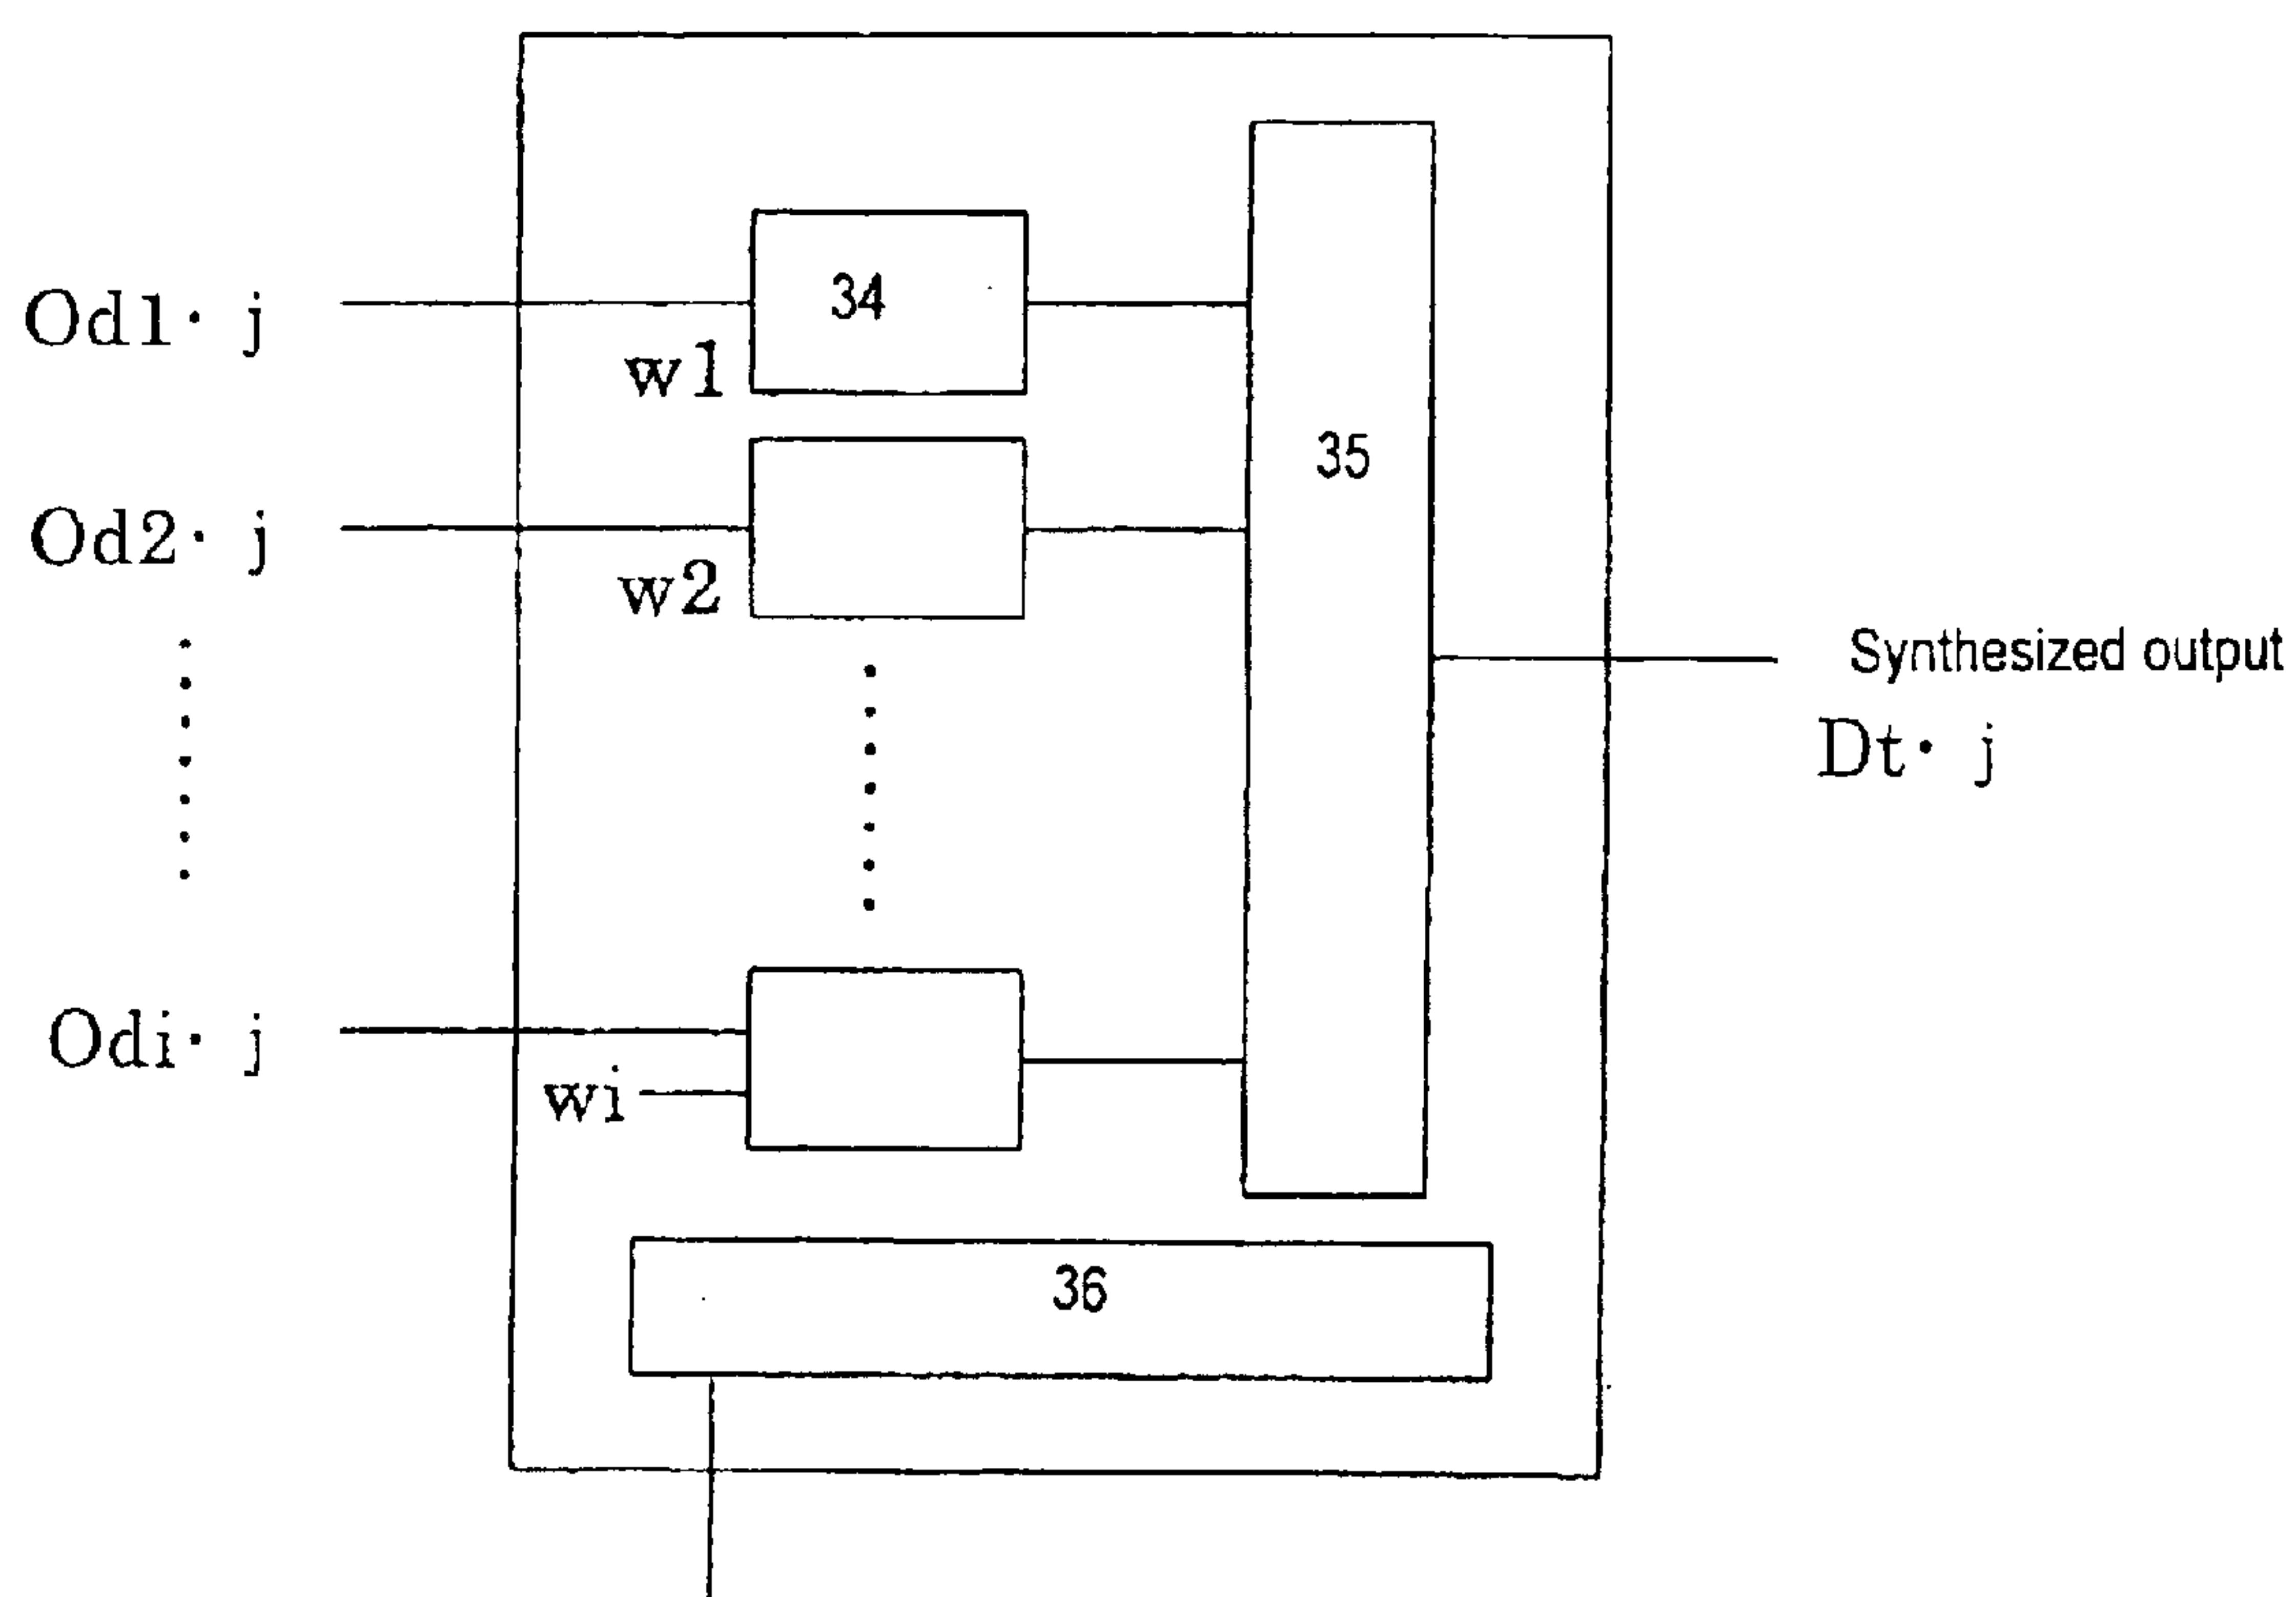 Od1· j
34
w1
35
Od2· j
w2
Synthesized output
Dt· j
Odi· j
wi
36